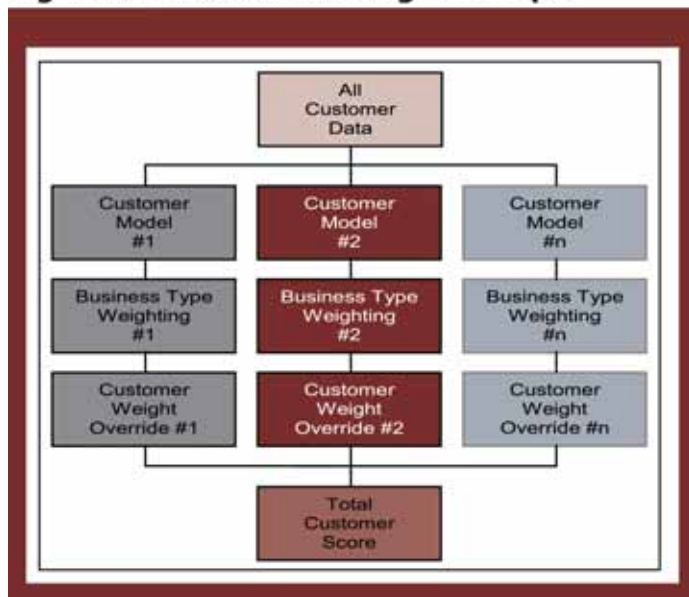 All
Customer
Data
Customer
Model
#1
Customer
Model
#2
Customer
Model
#n
Business Type
Weighting
#1
Business Type
Weighting
#2
Business Type
Weighting
#n
Customer
Weight
Override #1
Customer
Weight
Override #2
Customer
Weight
Override #n
Total
Customer
Score